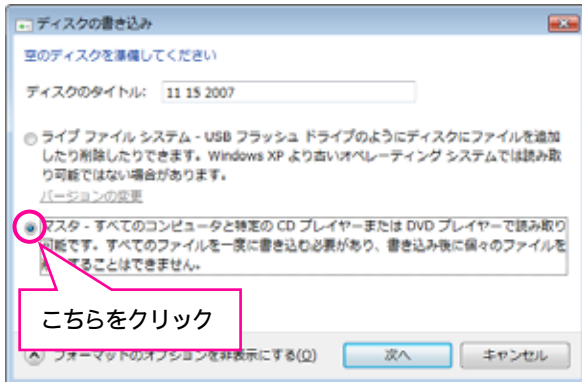 ディスクの書き込み
空のディスクを準備してください
ディスクのタイトル: 11 15 2007
ライブ ファイル システム - USB フラッシュ ドライブのようにディスクにファイルを追加
したり削除したりできます。Windows XP より古いオペレーティング システムでは読み取
り可能ではない場合があります。
バージョンの変更
マスタ - すべてのコンピュータと特定の CD プレイヤーまたは DVD プレイヤーで読み取り
可能です。すべてのファイルを一度に書き込む必要があり、書き込み後に個々のファイルを
することはできません。
こちらをクリック
フォーマットのオプションを非表示にする(O) 次へ キャンセル